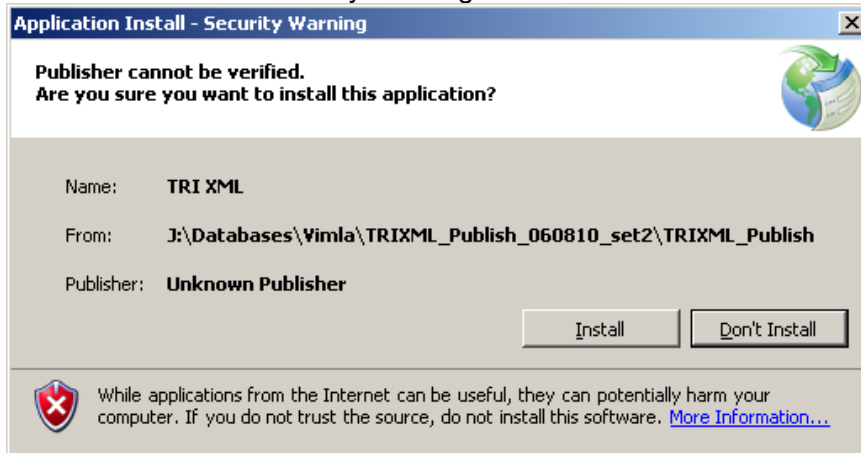 Application Install - Security Warning
Publisher cannot be verified.
Are you sure you want to install this application?
Name: TRI XML
From: J:\Databases\Vimla\TRIXML_Publish_060810_set2\TRIXML_Publish
Publisher: Unknown Publisher
Install Don't Install
While applications from the Internet can be useful, they can potentially harm your
computer. If you do not trust the source, do not install this software. More Information...